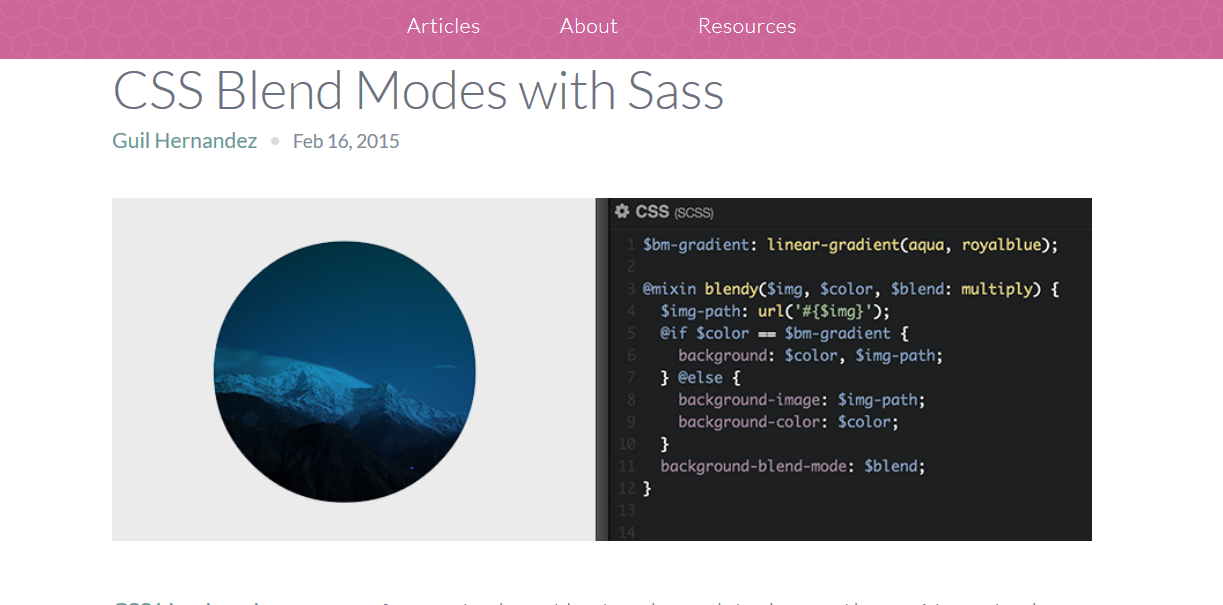 Articles About Resources
CSS Blend Modes with Sass
Guil Hernandez • Feb 16, 2015
CSS (SCSS)
1 $bm-gradient: linear-gradient(aqua, royalblue);
2
3 @mixin blendy($img, $color, $blend: multiply) {
4 $img-path: url('#{$img}');
5 @if $color == $bm-gradient {
6 background: $color, $img-path;
7 } @else {
8 background-image: $img-path;
9 background-color: $color;
10 }
11 background-blend-mode: $blend;
12 }
13
14